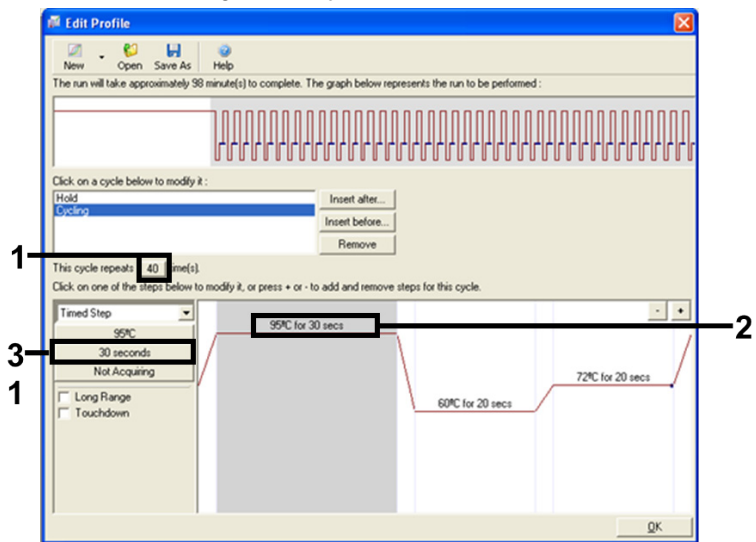 Edit Profile
New Open Save As Help
The run will take approximately 98 minute(s) to complete. The graph below represents the run to be performed :
Click on a cycle below to modify it :
Hold
Cycling
Insert after...
Insert before...
Remove
1
This cycle repeats 40 time(s).
Click on one of the steps below to modify it, or press + or - to add and remove steps for this cycle.
Timed Step
- +
95ºC
95ºC for 30 secs
2
3
30 seconds
Not Acquiring
72ºC for 20 secs
1
Long Range
60ºC for 20 secs
Touchdown
OK